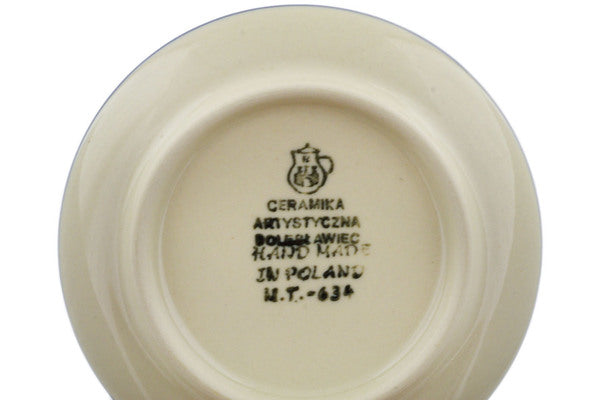 CERAMIKA
ARTYSTYCZNA
BOLESŁAWIEC
HAND MADE
IN POLAND
M.T.-634